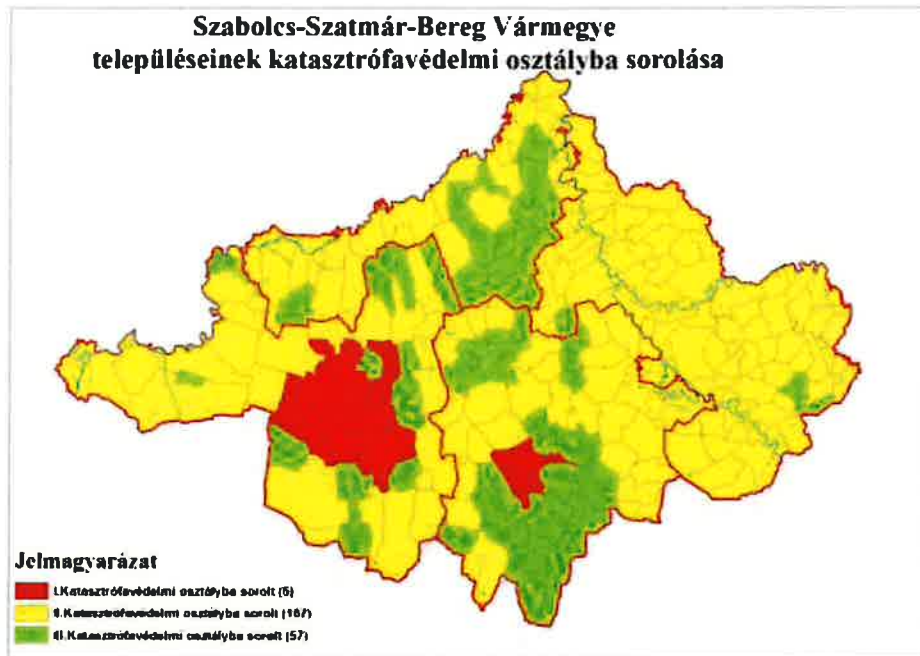 Szabolcs-Szatmár-Bereg Vármegye
településeinek katasztrófavédelmi osztályba sorolása
Jelmagyarázat
I.Katasztrófavédelmi osztályba sorolt (5)
II.Katasztrófavédelmi osztályba sorolt (167)
III.Katasztrófavédelmi osztályba sorolt (57)